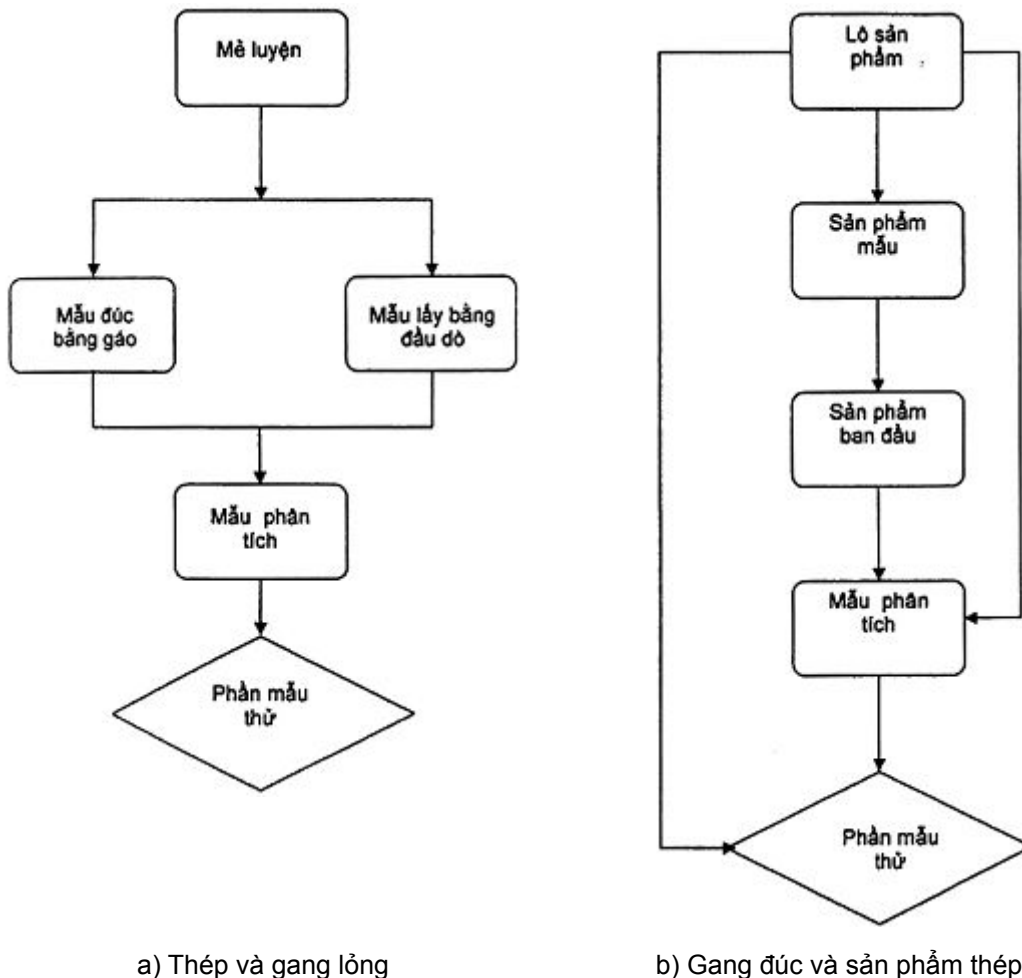 Mẻ luyện
Mẫu đúc
bằng gáo
Mẫu lấy bằng
đầu dò
Mẫu phân
tích
Phần mẫu
thử
a) Thép và gang lỏng
Lô sản
phẩm
Sản phẩm
mẫu
Sản phẩm
ban đầu
Mẫu phân
tích
Phần mẫu
thử
b) Gang đúc và sản phẩm thép